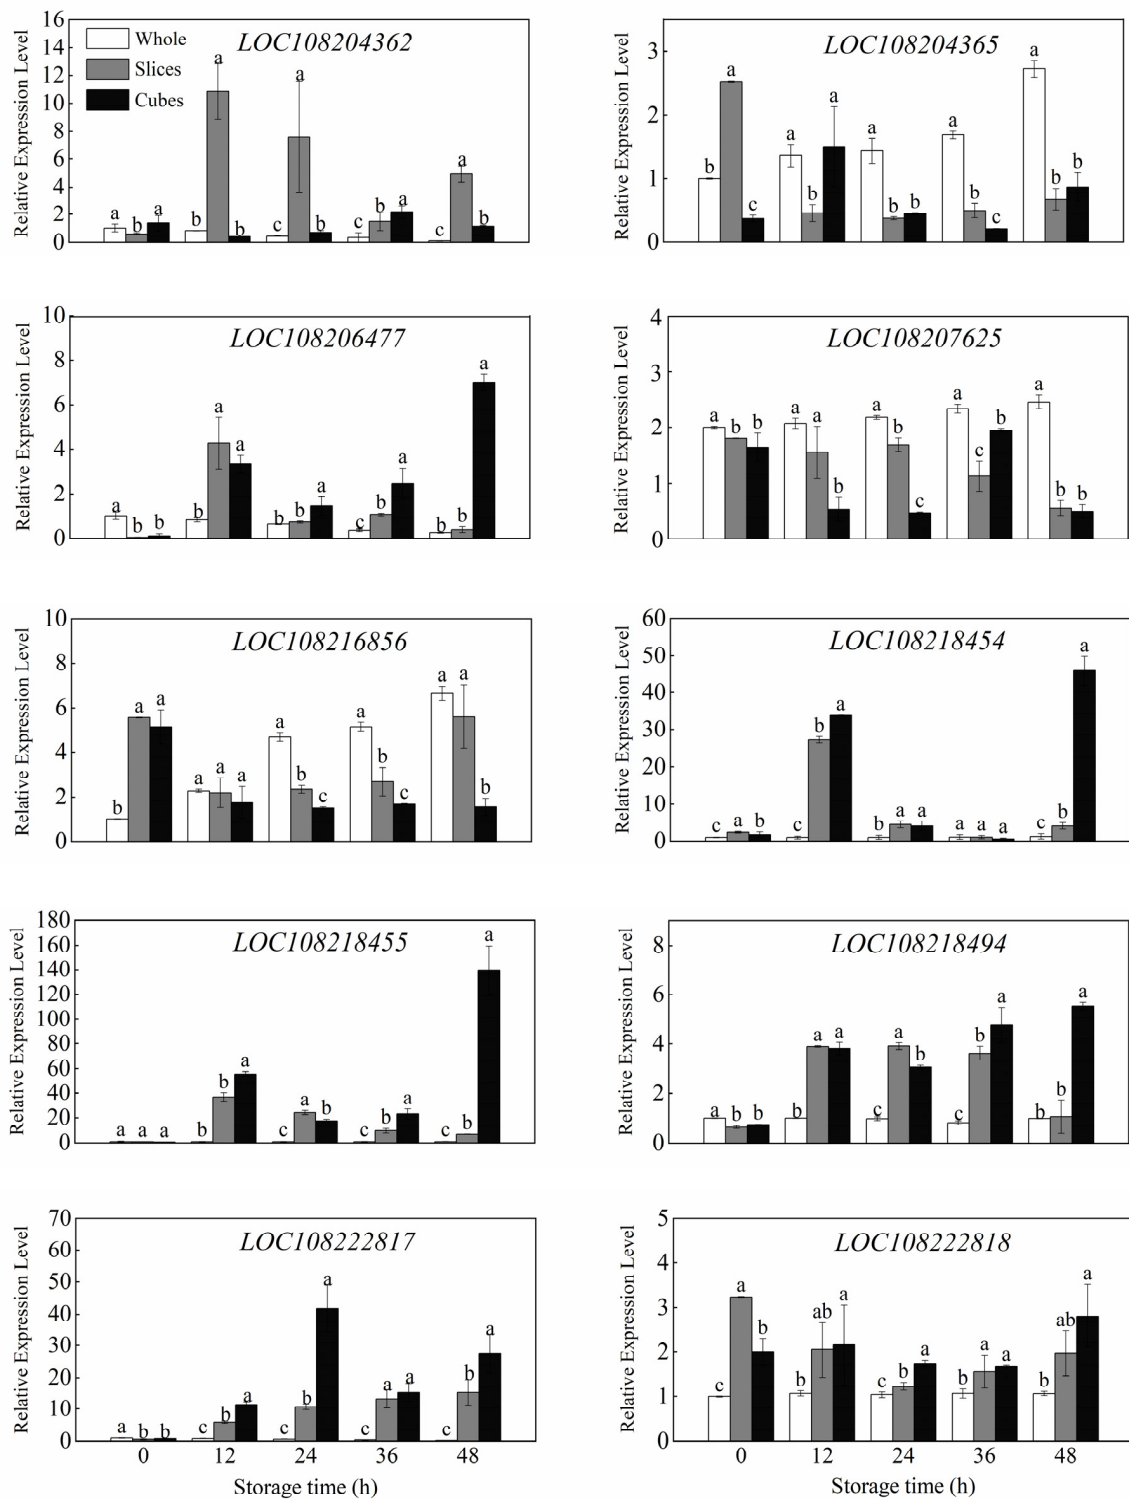 Relative Expression Level
16
14
12
10
8
6
4
2
0
Whole
Slices
Cubes
LOC108204362
a b a
b a b
c a b
c b a
c a b
Relative Expression Level
3
2
1
0
LOC108204365
b a c
a b a
a b b
a b c
a b b
Relative Expression Level
10
8
6
4
2
0
LOC108206477
a b b
b a a
b b a
c b a
b b a
Relative Expression Level
4
3
2
1
0
LOC108207625
a b b
a a b
a b c
a c b
a b b
Relative Expression Level
10
8
6
4
2
0
LOC108216856
b a a
a a a
a b c
a b c
a a b
Relative Expression Level
60
50
40
30
20
10
0
LOC108218454
c a b
c b a
b a a
a a a
c b a
Relative Expression Level
180
160
140
120
100
80
60
40
20
0
LOC108218455
a a a
b b a
c a b
c b a
c b a
Relative Expression Level
8
6
4
2
0
LOC108218494
a b b
b a a
c a b
c b a
b b a
Relative Expression Level
70
60
50
40
30
20
10
0
LOC108222817
a b b
c b a
c b a
c a a
c b a
0 12 24 36 48
Storage time (h)
Relative Expression Level
5
4
3
2
1
0
LOC108222818
c a b
b ab a
c b a
b a a
b ab a
0 12 24 36 48
Storage time (h)